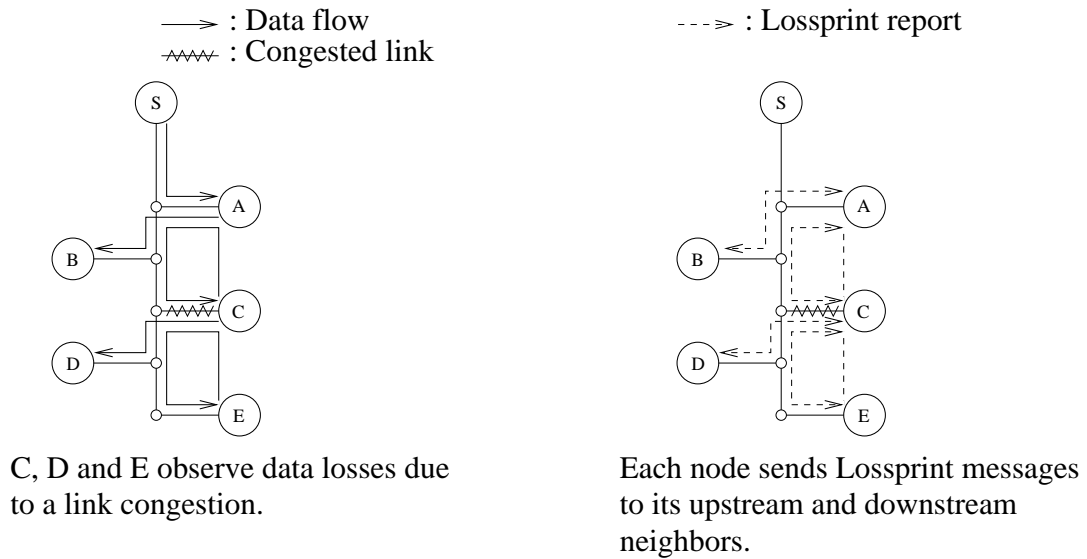 : Data flow
: Congested link
: Lossprint report
S
A
B
C
D
E
C, D and E observe data losses due
to a link congestion.
S
A
B
C
D
E
Each node sends Lossprint messages
to its upstream and downstream
neighbors.